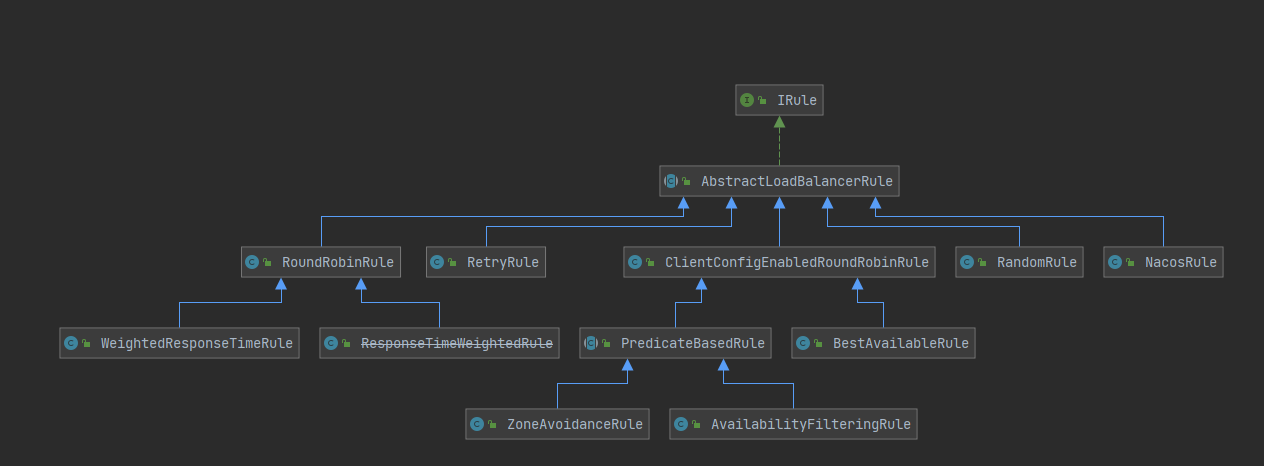 IRule
AbstractLoadBalancerRule
RoundRobinRule
RetryRule
ClientConfigEnabledRoundRobinRule
RandomRule
NacosRule
WeightedResponseTimeRule
ResponseTimeWeightedRule
PredicateBasedRule
BestAvailableRule
ZoneAvoidanceRule
AvailabilityFilteringRule